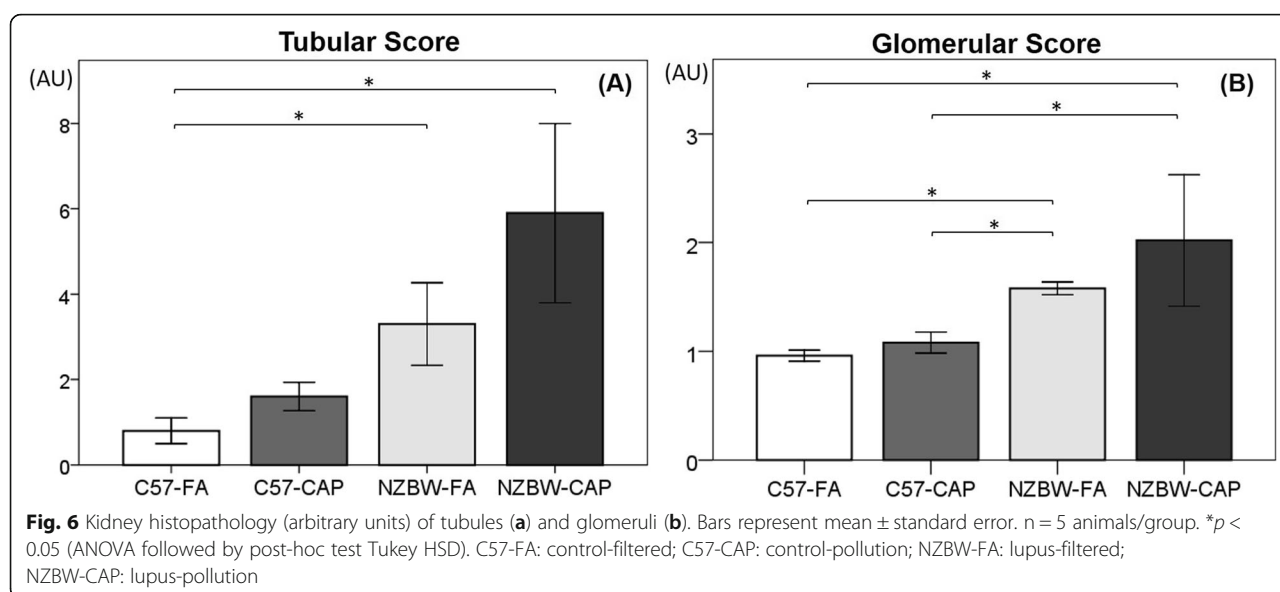 Tubular Score
(AU)
(A)
*
*
8
6
4
2
0
C57-FA C57-CAP NZBW-FA NZBW-CAP
Glomerular Score
(AU)
(B)
*
*
*
*
3
2
1
0
C57-FA C57-CAP NZBW-FA NZBW-CAP
Fig. 6 Kidney histopathology (arbitrary units) of tubules (a) and glomeruli (b). Bars represent mean ± standard error. n = 5 animals/group. *p <
0.05 (ANOVA followed by post-hoc test Tukey HSD). C57-FA: control-filtered; C57-CAP: control-pollution; NZBW-FA: lupus-filtered;
NZBW-CAP: lupus-pollution